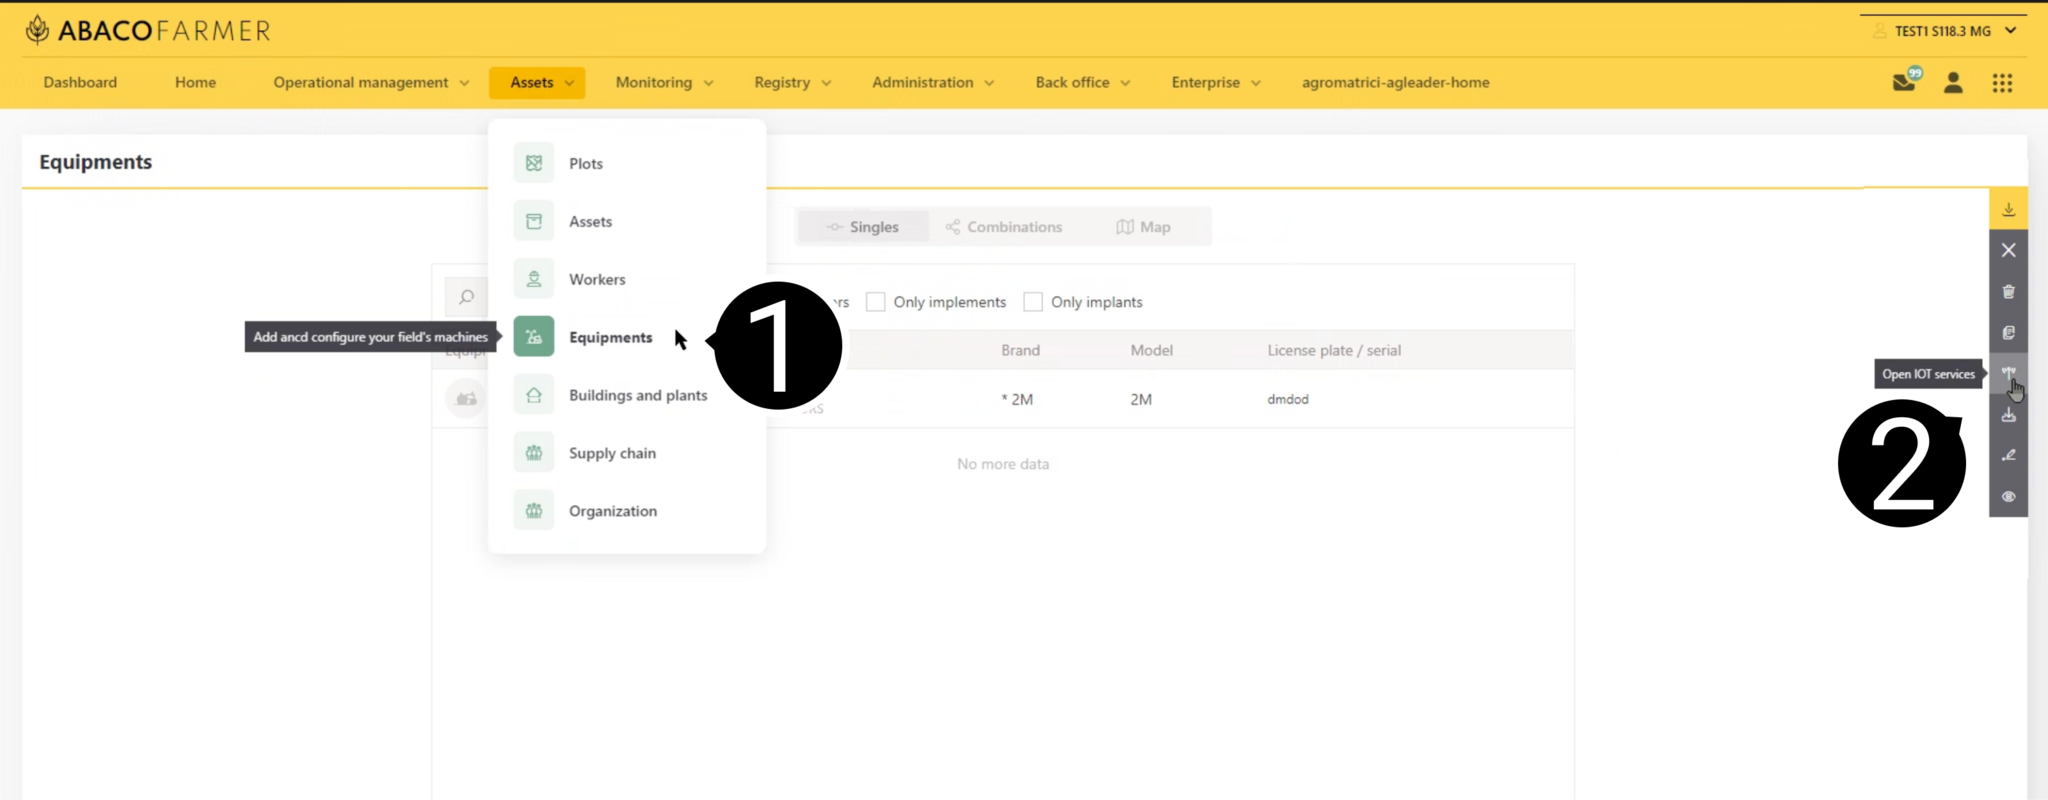 ABACOFARMER
TEST1 S118.3 MG
Dashboard Home Operational management Assets Monitoring Registry Administration Back office Enterprise agromatrici-agleader-home
99
Equipments
Plots
Assets
Workers
Equipments
Buildings and plants
Supply chain
Organization
Add ancd configure your field's machines
1
Singles Combinations Map
Only implements Only implants
Brand Model License plate / serial
* 2M 2M dmdod
No more data
Open IOT services
2